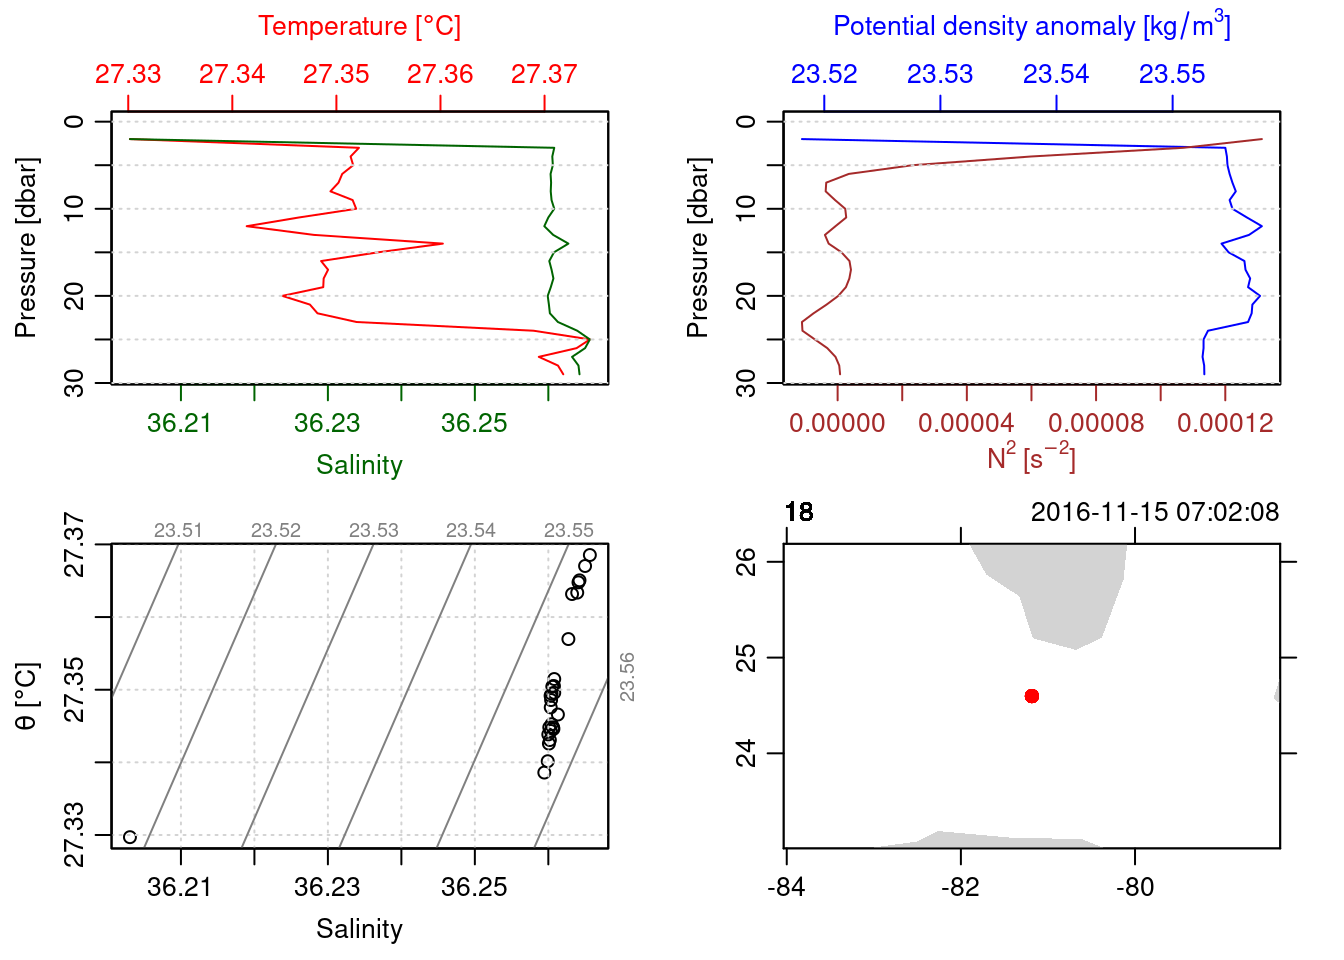 Temperature [°C]
27.33 27.34 27.35 27.36 27.37
Pressure [dbar]
0
10
20
30
36.21 36.23 36.25
Salinity
Potential density anomaly [kg/m³]
23.52 23.53 23.54 23.55
Pressure [dbar]
0
10
20
30
0.00000 0.00004 0.00008 0.00012
N² [s⁻²]
23.51 23.52 23.53 23.54 23.55
23.56
θ [°C]
27.37
27.35
27.33
36.21 36.23 36.25
Salinity
18 2016-11-15 07:02:08
26
25
24
-84 -82 -80